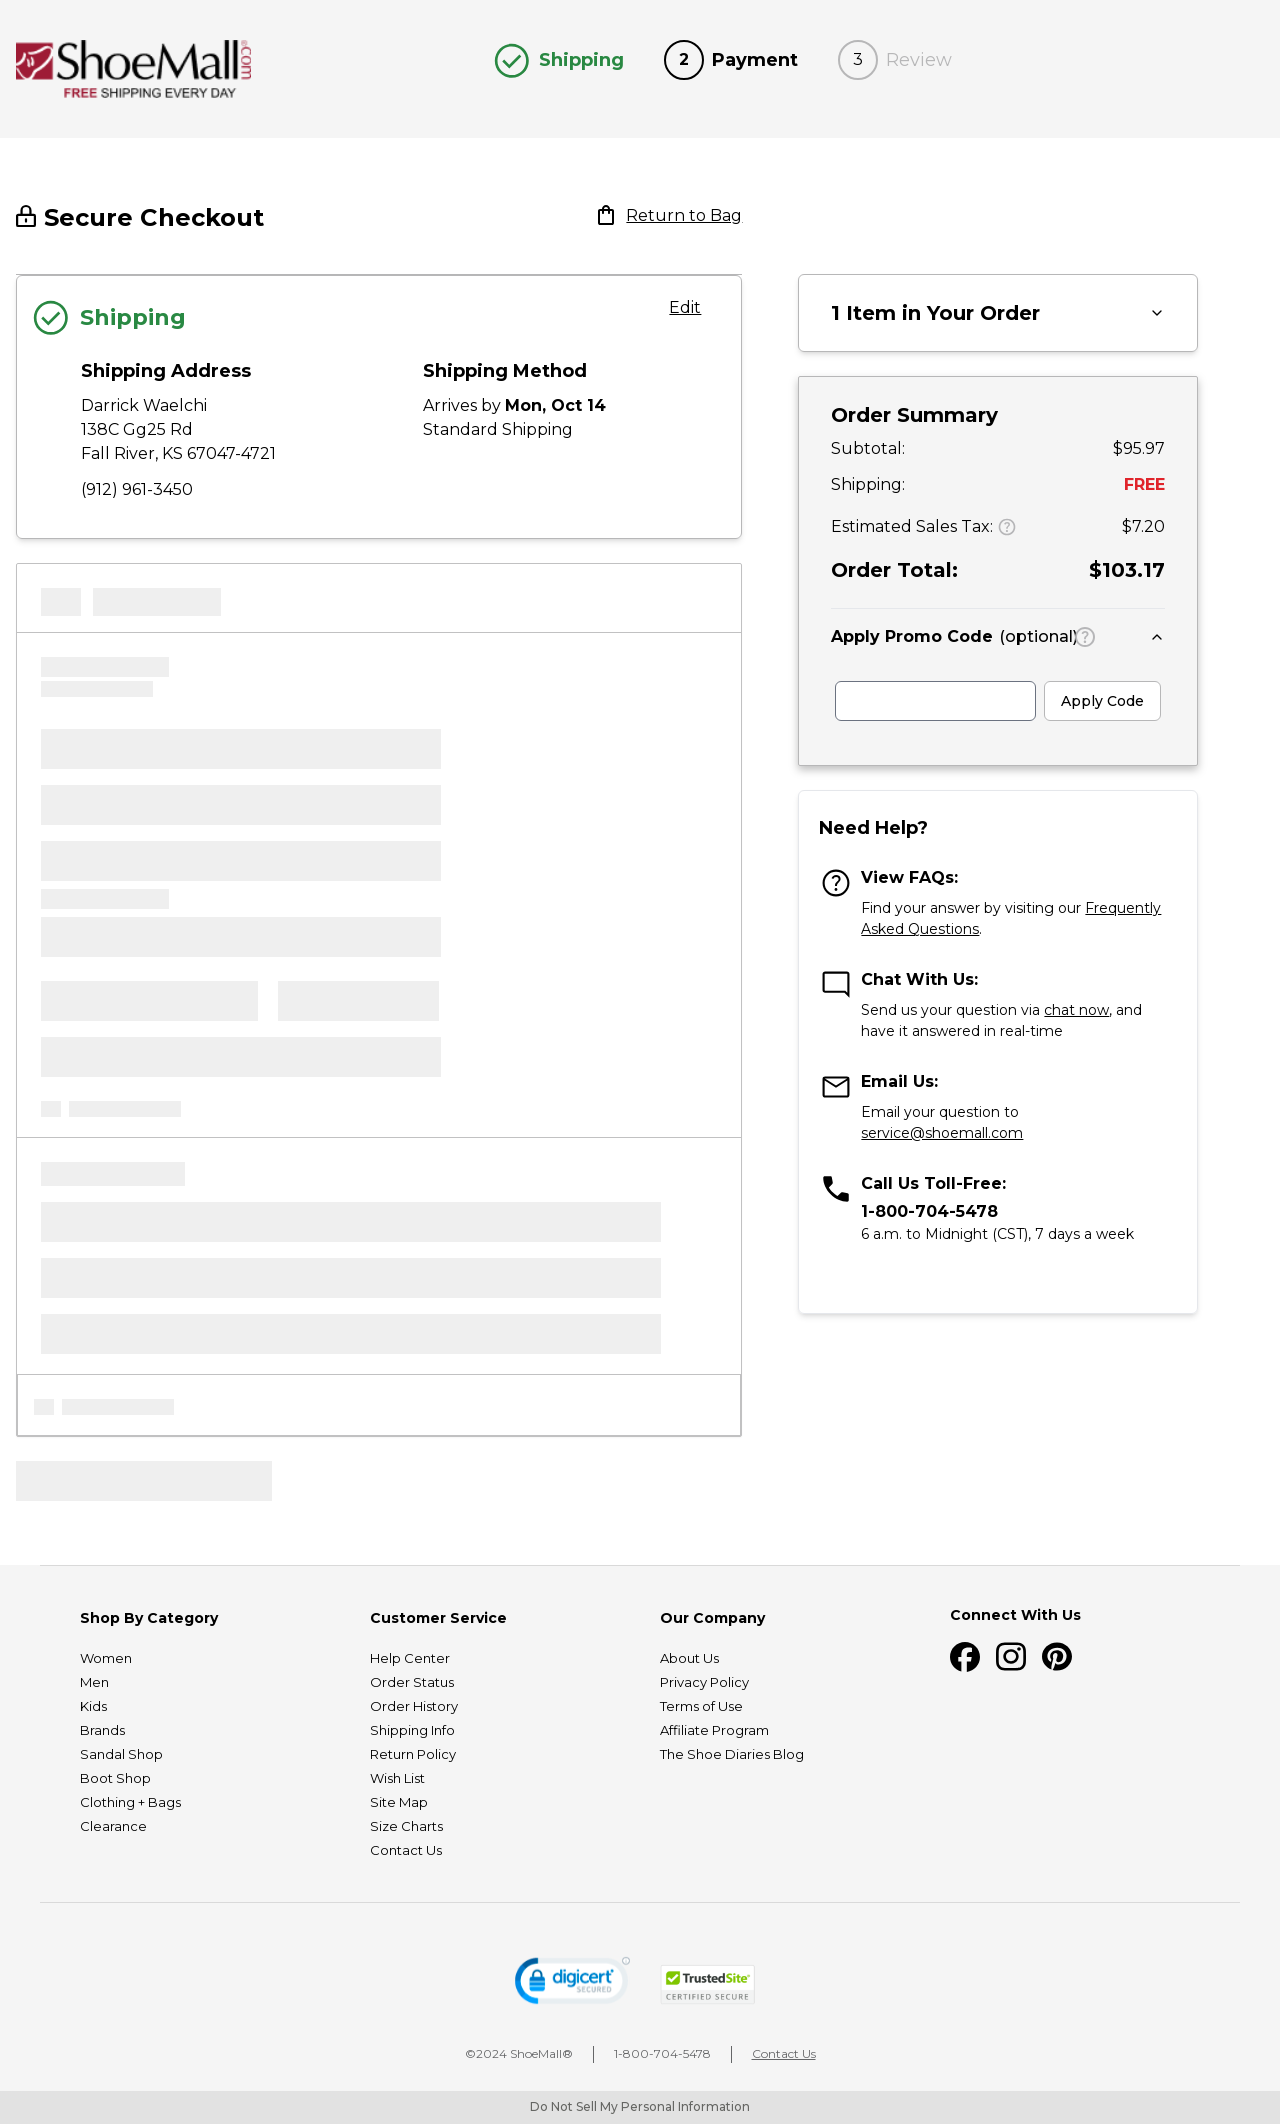 ShoeMall.com
FREE SHIPPING EVERY DAY
Shipping
2 Payment
3 Review
Secure Checkout
Return to Bag
Shipping
Edit
Shipping Address
Darrick Waelchi
138C Gg25 Rd
Fall River, KS 67047-4721
(912) 961-3450
Shipping Method
Arrives by Mon, Oct 14
Standard Shipping
1 Item in Your Order
Order Summary
Subtotal: $95.97
Shipping: FREE
Estimated Sales Tax: ? $7.20
Order Total: $103.17
Apply Promo Code (optional) ?
Apply Code
Need Help?
View FAQs:
Find your answer by visiting our Frequently
Asked Questions.
Chat With Us:
Send us your question via chat now, and
have it answered in real-time
Email Us:
Email your question to
service@shoemall.com
Call Us Toll-Free:
1-800-704-5478
6 a.m. to Midnight (CST), 7 days a week
Shop By Category
Women
Men
Kids
Brands
Sandal Shop
Boot Shop
Clothing + Bags
Clearance
Customer Service
Help Center
Order Status
Order History
Shipping Info
Return Policy
Wish List
Site Map
Size Charts
Contact Us
Our Company
About Us
Privacy Policy
Terms of Use
Affiliate Program
The Shoe Diaries Blog
Connect With Us
digicert
SECURED
TrustedSite
CERTIFIED SECURE
©2024 ShoeMall® | 1-800-704-5478 | Contact Us
Do Not Sell My Personal Information